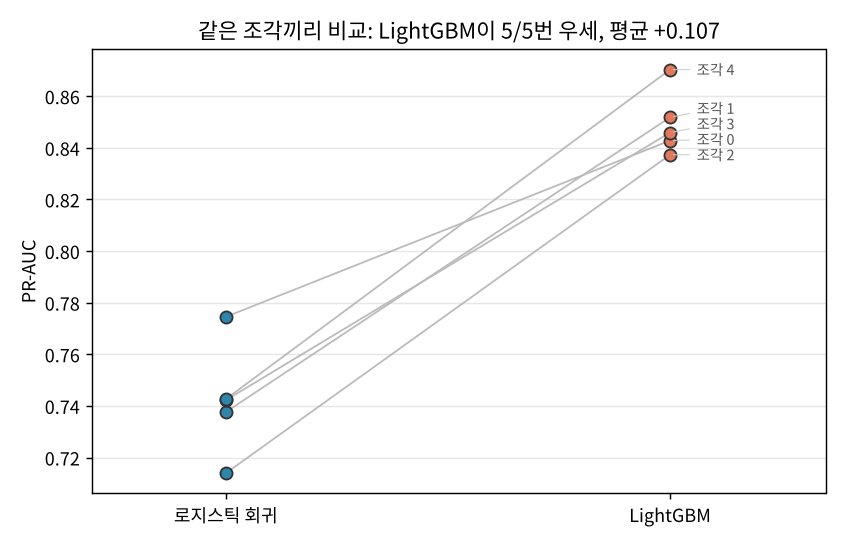 같은 조각끼리 비교: LightGBM이 5/5번 우세, 평균 +0.107
조각 4
조각 1
조각 3
조각 0
조각 2
0.86
0.84
0.82
0.80
0.78
0.76
0.74
0.72
PR-AUC
로지스틱 회귀
LightGBM